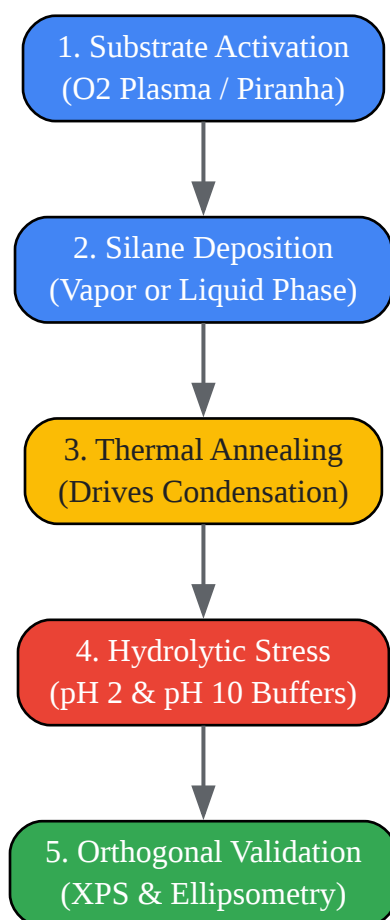 1. Substrate Activation
(O2 Plasma / Piranha)
2. Silane Deposition
(Vapor or Liquid Phase)
3. Thermal Annealing
(Drives Condensation)
4. Hydrolytic Stress
(pH 2 & pH 10 Buffers)
5. Orthogonal Validation
(XPS & Ellipsometry)